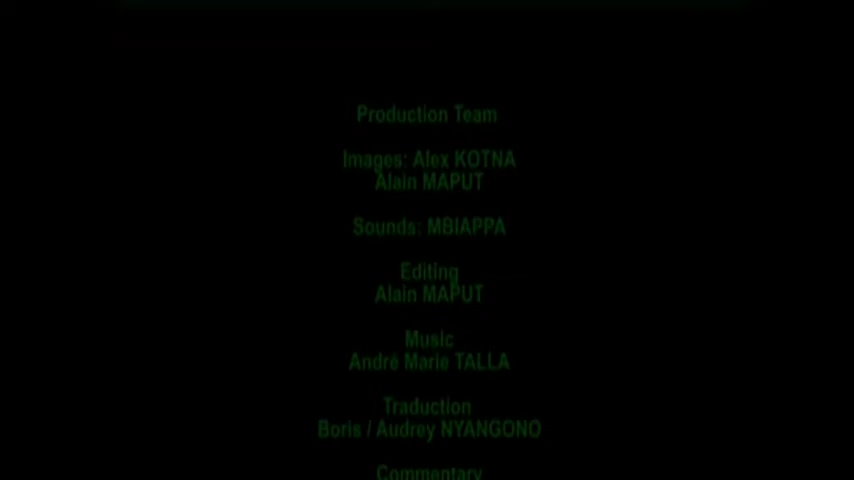 Production Team
Images: Alex KOTNA
Alain MAPUT
Sounds: MBIAPPA
Editing
Alain MAPUT
Music
André Marie TALLA
Traduction
Boris / Audrey NYANGONO
Commentary